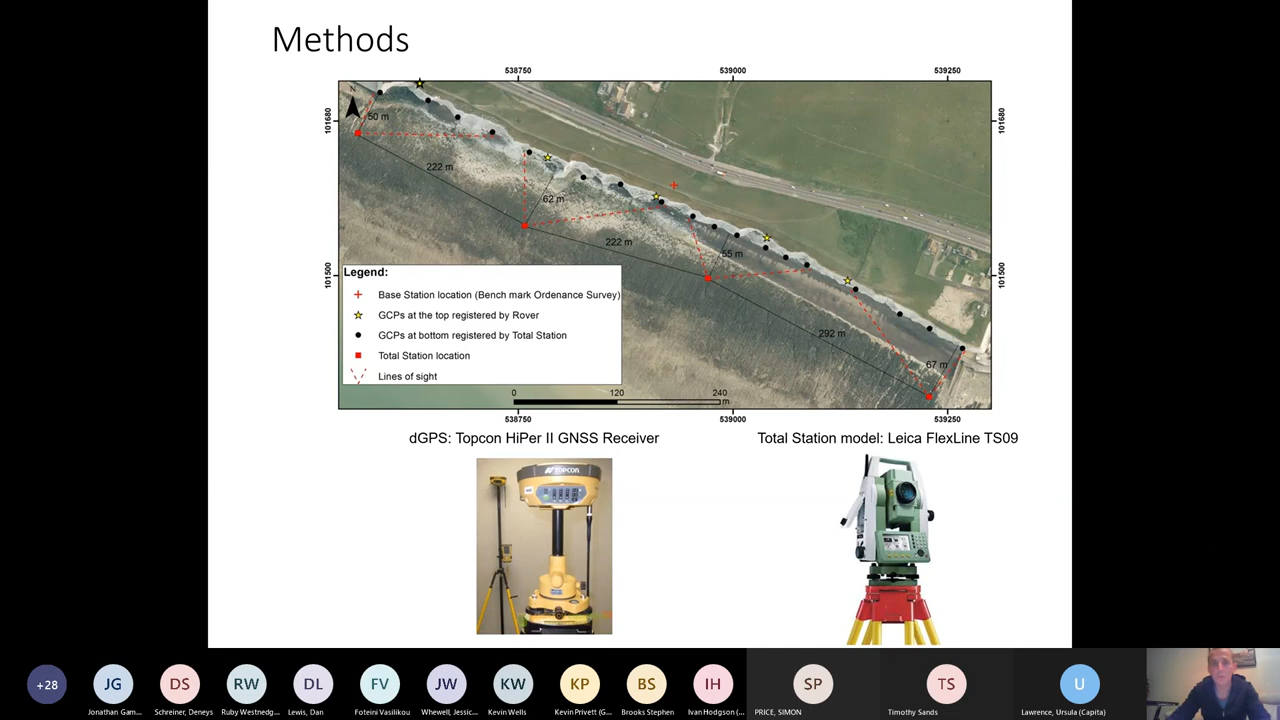 Methods
538750
539000
539250
N
101680
101680
50 m
222 m
62 m
222 m
55 m
101500
101500
292 m
67 m
Legend:
Base Station location (Bench mark Ordenance Survey)
GCPs at the top registered by Rover
GCPs at bottom registered by Total Station
Total Station location
Lines of sight
0
120
240
m
538750
539000
539250
dGPS: Topcon HiPer II GNSS Receiver
Total Station model: Leica FlexLine TS09
TOPCON
+28
JG
DS
RW
DL
FV
JW
KW
KP
BS
IH
SP
TS
U
Jonathan Gam...
Schreiner, Deneys
Ruby Westnedg...
Lewis, Dan
Foteini Vasilikou
Whewell, Jessic...
Kevin Wells
Kevin Privett (G...
Brooks Stephen
Ivan Hodgson (...
PRICE, SIMON
Timothy Sands
Lawrence, Ursula (Capita)